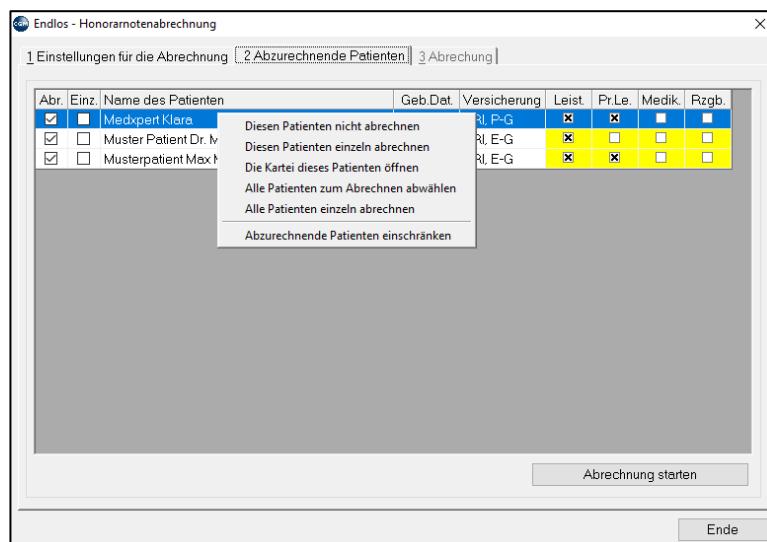 CGM Endlos - Honorarnotenabrechnung
1 Einstellungen für die Abrechnung 2 Abzurechnende Patienten 3 Abrechung
Abr. Einz. Name des Patienten Geb.Dat. Versicherung Leist. Pr.Le. Medik. Rzgb.
Medxpert Klara RI, P-G
Muster Patient Dr. M RI, E-G
Musterpatient Max M RI, E-G
Diesen Patienten nicht abrechnen
Diesen Patienten einzeln abrechnen
Die Kartei dieses Patienten öffnen
Alle Patienten zum Abrechnen abwählen
Alle Patienten einzeln abrechnen
Abzurechnende Patienten einschränken
Abrechnung starten
Ende